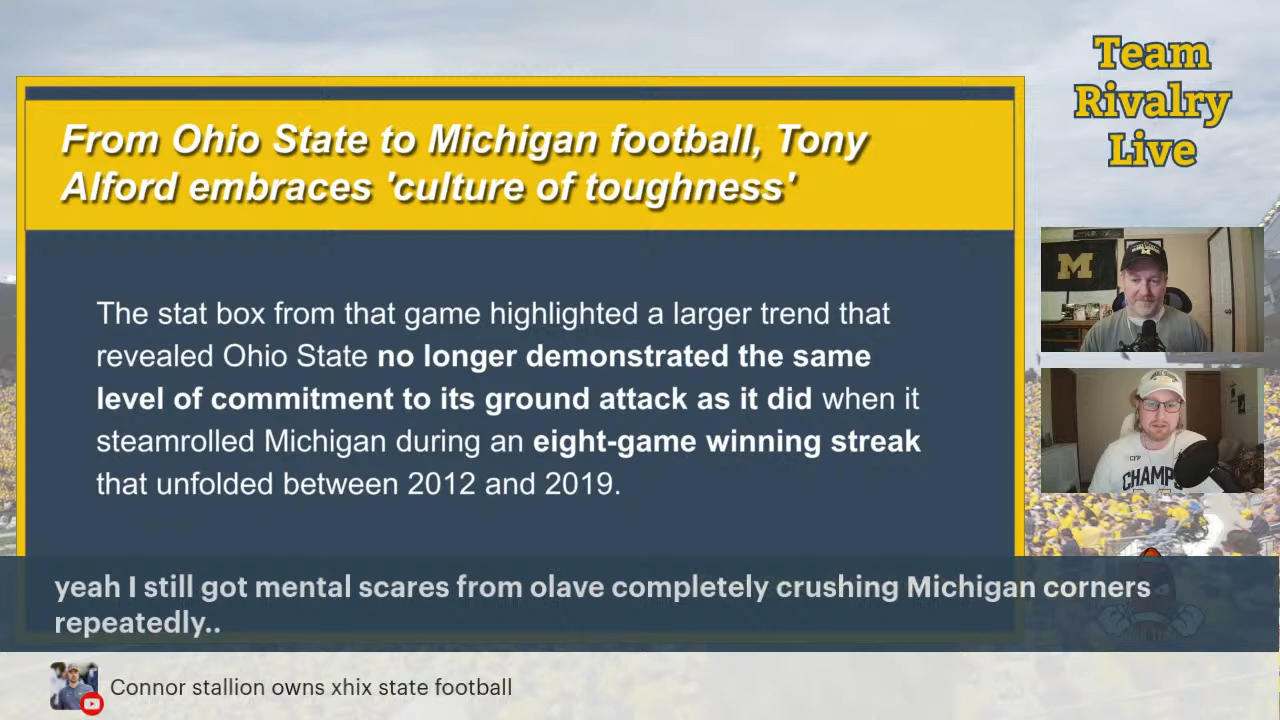 Team
Rivalry
Live
From Ohio State to Michigan football, Tony
Alford embraces 'culture of toughness'
The stat box from that game highlighted a larger trend that
revealed Ohio State no longer demonstrated the same
level of commitment to its ground attack as it did when it
steamrolled Michigan during an eight-game winning streak
that unfolded between 2012 and 2019.
M
CFP
CHAMPS
yeah I still got mental scares from olave completely crushing Michigan corners
repeatedly..
Connor stallion owns xhix state football